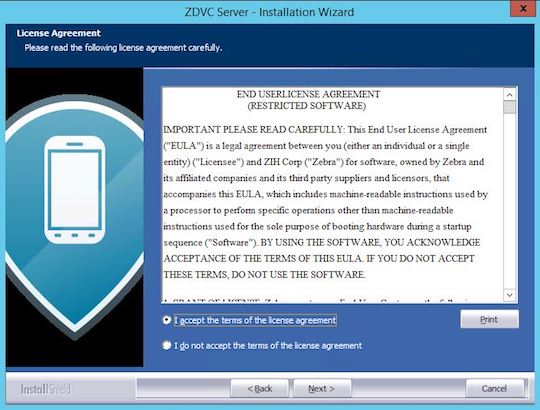 ZDVC Server - Installation Wizard
x
License Agreement
Please read the following license agreement carefully.
END USERLICENSE AGREEMENT
(RESTRICTED SOFTWARE)
IMPORTANT PLEASE READ CAREFULLY: This End User License Agreement
("EULA") is a legal agreement between you (either an individual or a single
entity) ("Licensee") and ZIH Corp ("Zebra") for software, owned by Zebra and
its affiliated companies and its third party suppliers and licensors, that
accompanies this EULA, which includes machine-readable instructions used by
a processor to perform specific operations other than machine-readable
instructions used for the sole purpose of booting hardware during a startup
sequence ("Software"). BY USING THE SOFTWARE, YOU ACKNOWLEDGE
ACCEPTANCE OF THE TERMS OF THIS EULA. IF YOU DO NOT ACCEPT
THESE TERMS, DO NOT USE THE SOFTWARE.
I accept the terms of the license agreement
Print
I do not accept the terms of the license agreement
InstallShield
< Back
Next >
Cancel